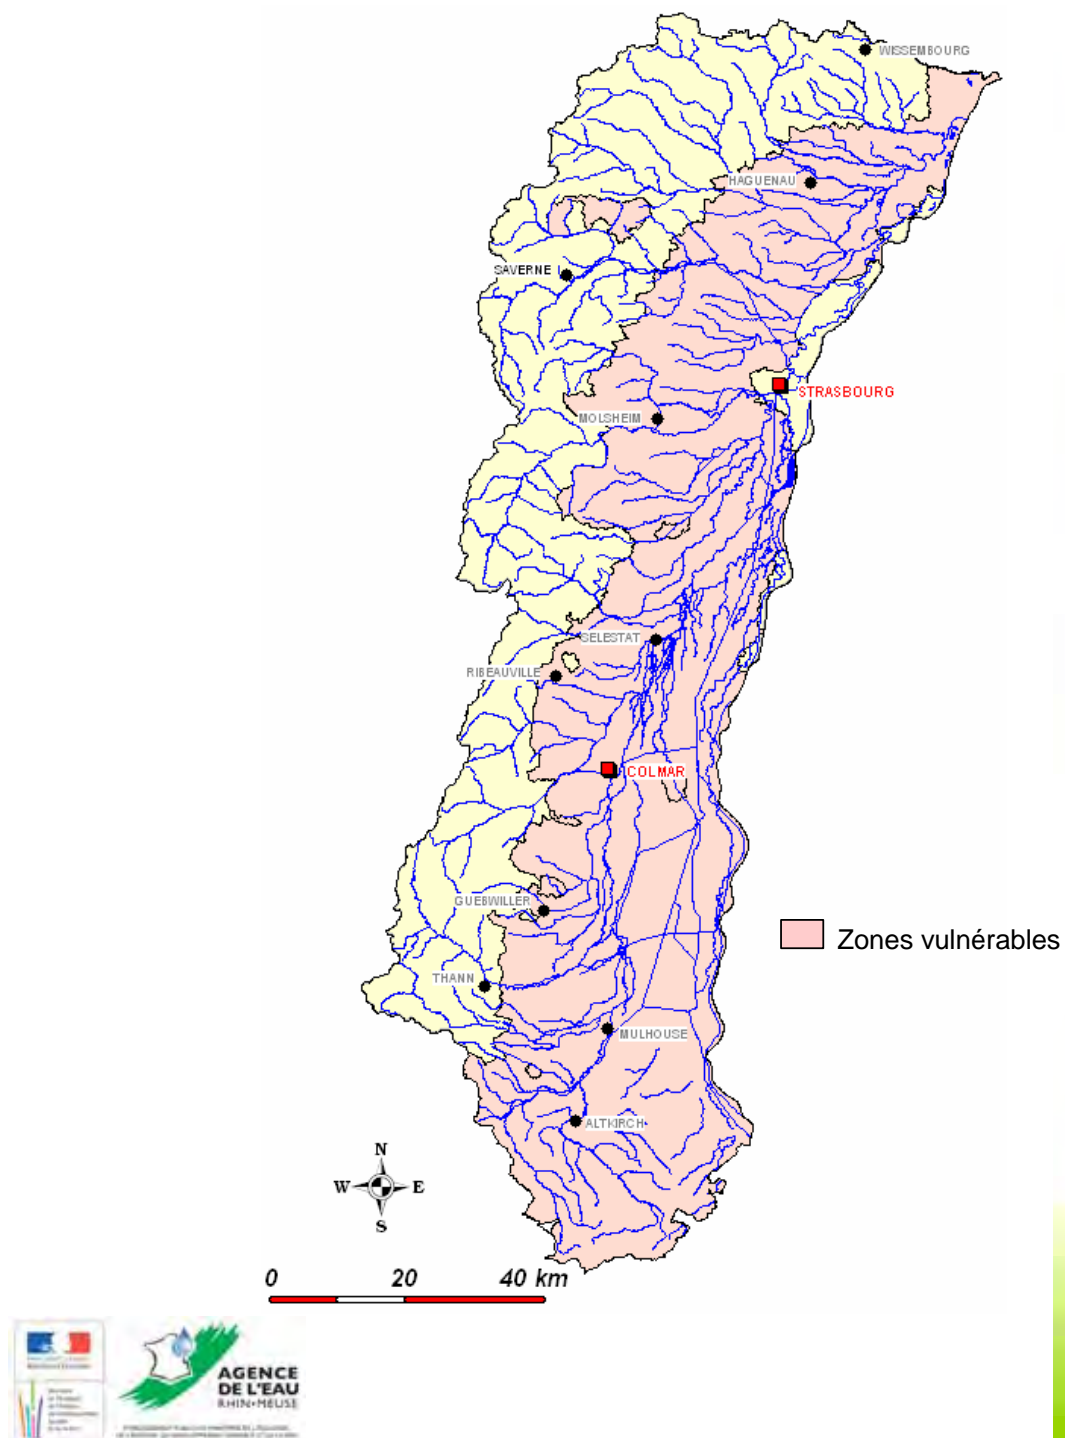 WISSEMBOURG
HAGUENAU
SAVERNE
STRASBOURG
MOLSHEIM
SELESTAT
RIBEAUVILLE
COLMAR
GUEBWILLER
Zones vulnérables
THANN
MULHOUSE
ALTKIRCH
N
W E
S
0 20 40 km
AGENCE
DE L'EAU
RHIN•MEUSE